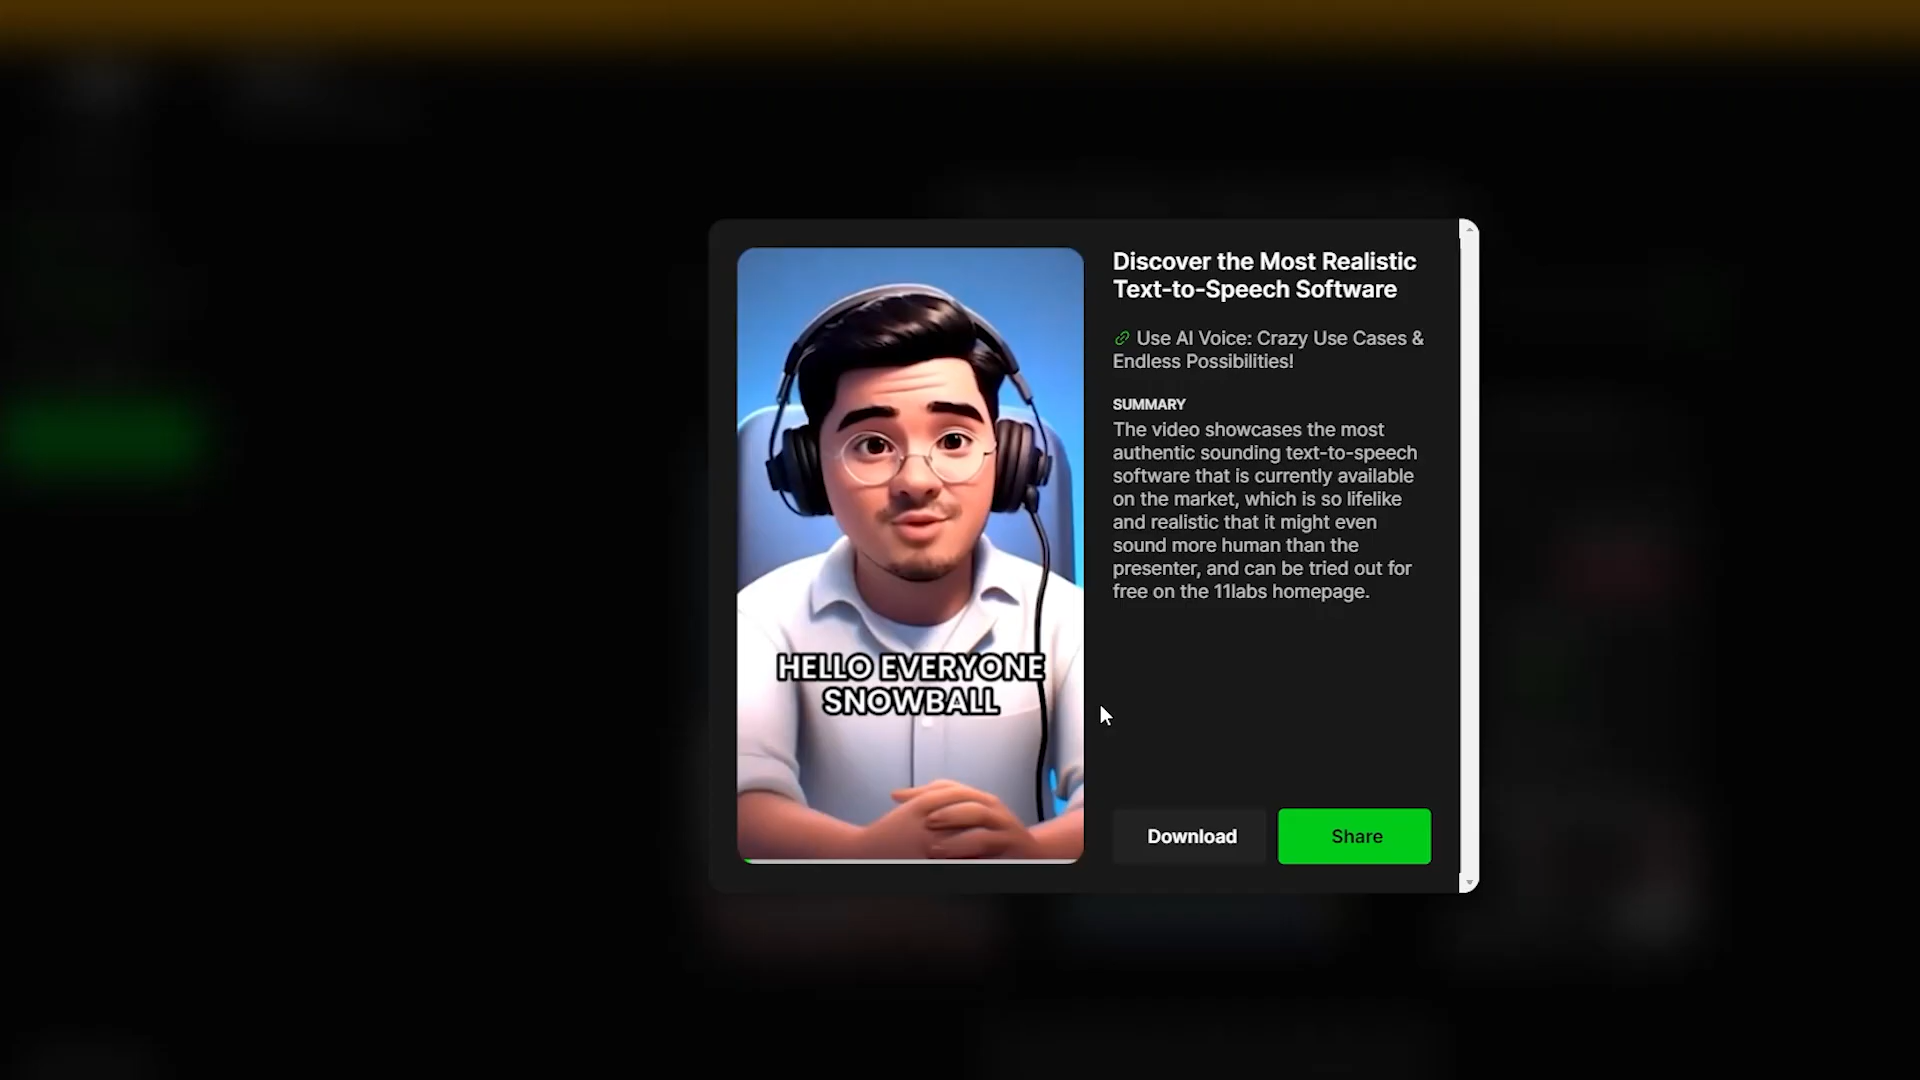 Discover the Most Realistic
Text-to-Speech Software
Use AI Voice: Crazy Use Cases &
Endless Possibilities!
SUMMARY
The video showcases the most
authentic sounding text-to-speech
software that is currently available
on the market, which is so lifelike
and realistic that it might even
sound more human than the
presenter, and can be tried out for
free on the 11labs homepage.
HELLO EVERYONE
SNOWBALL
Download
Share